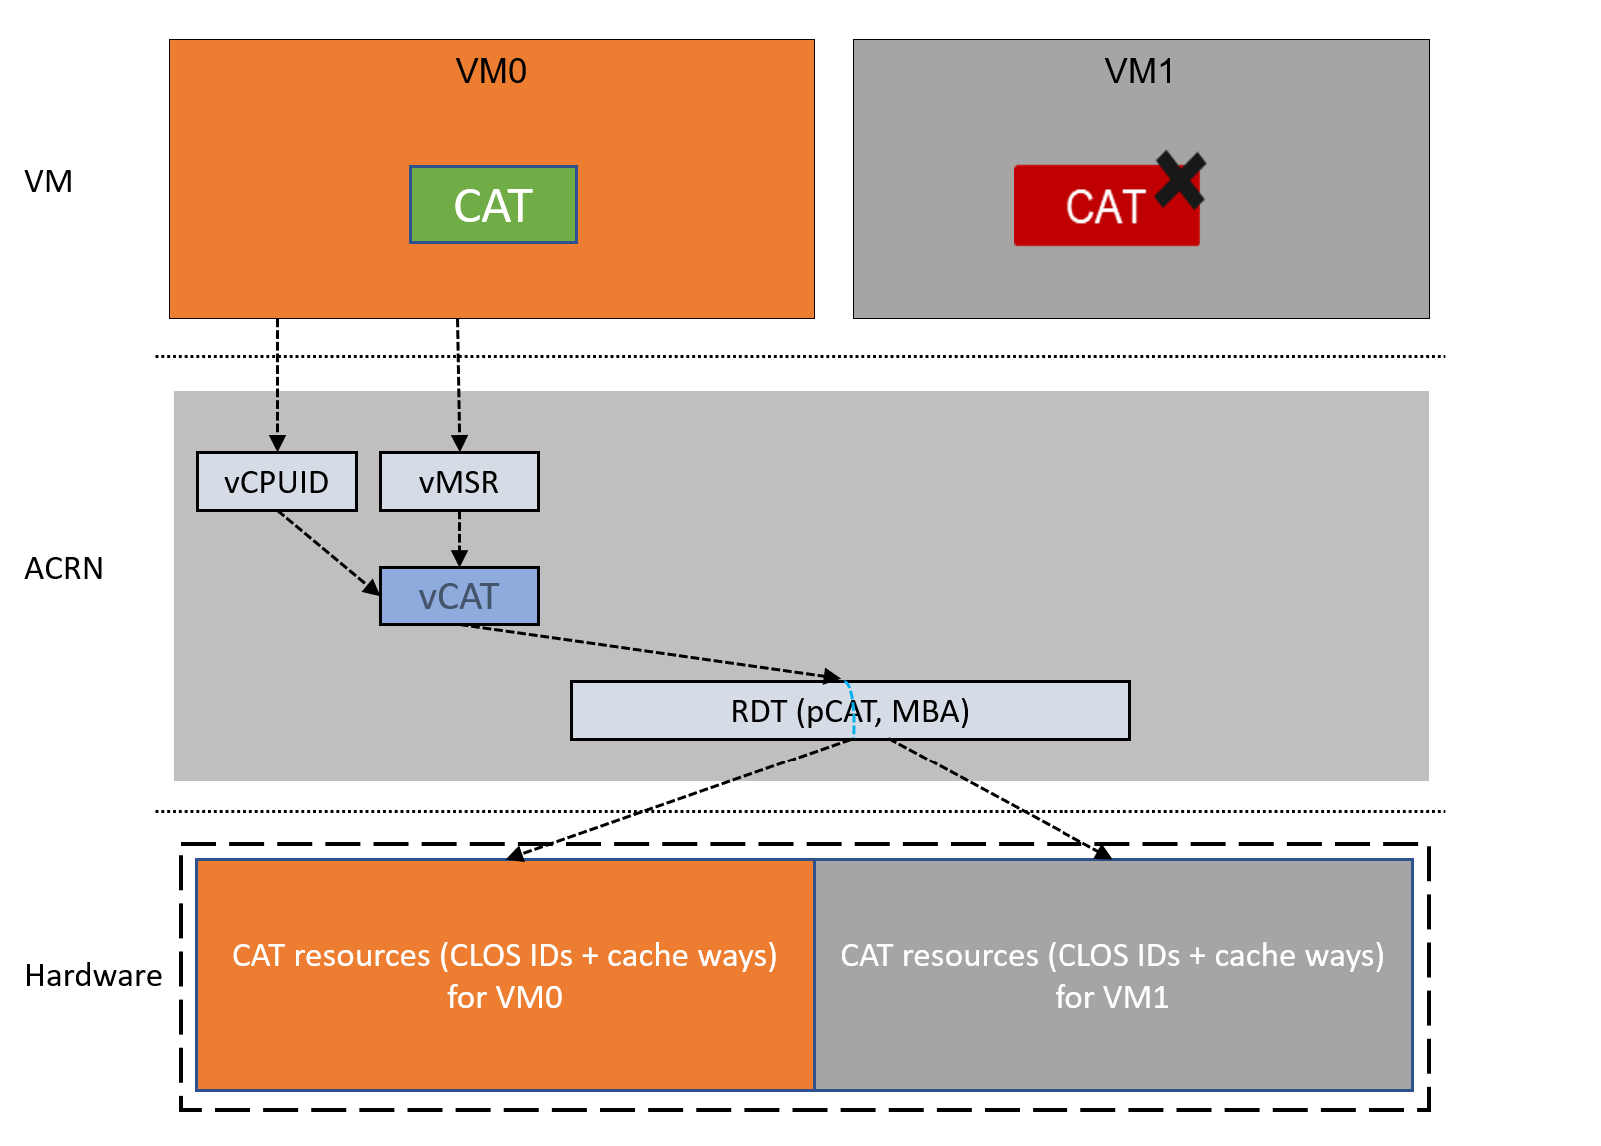 VM0
VM1
VM
CAT
CAT
vCPUID
vMSR
ACRN
vCAT
RDT (pCAT, MBA)
Hardware
CAT resources (CLOS IDs + cache ways)
for VM0
CAT resources (CLOS IDs + cache ways)
for VM1